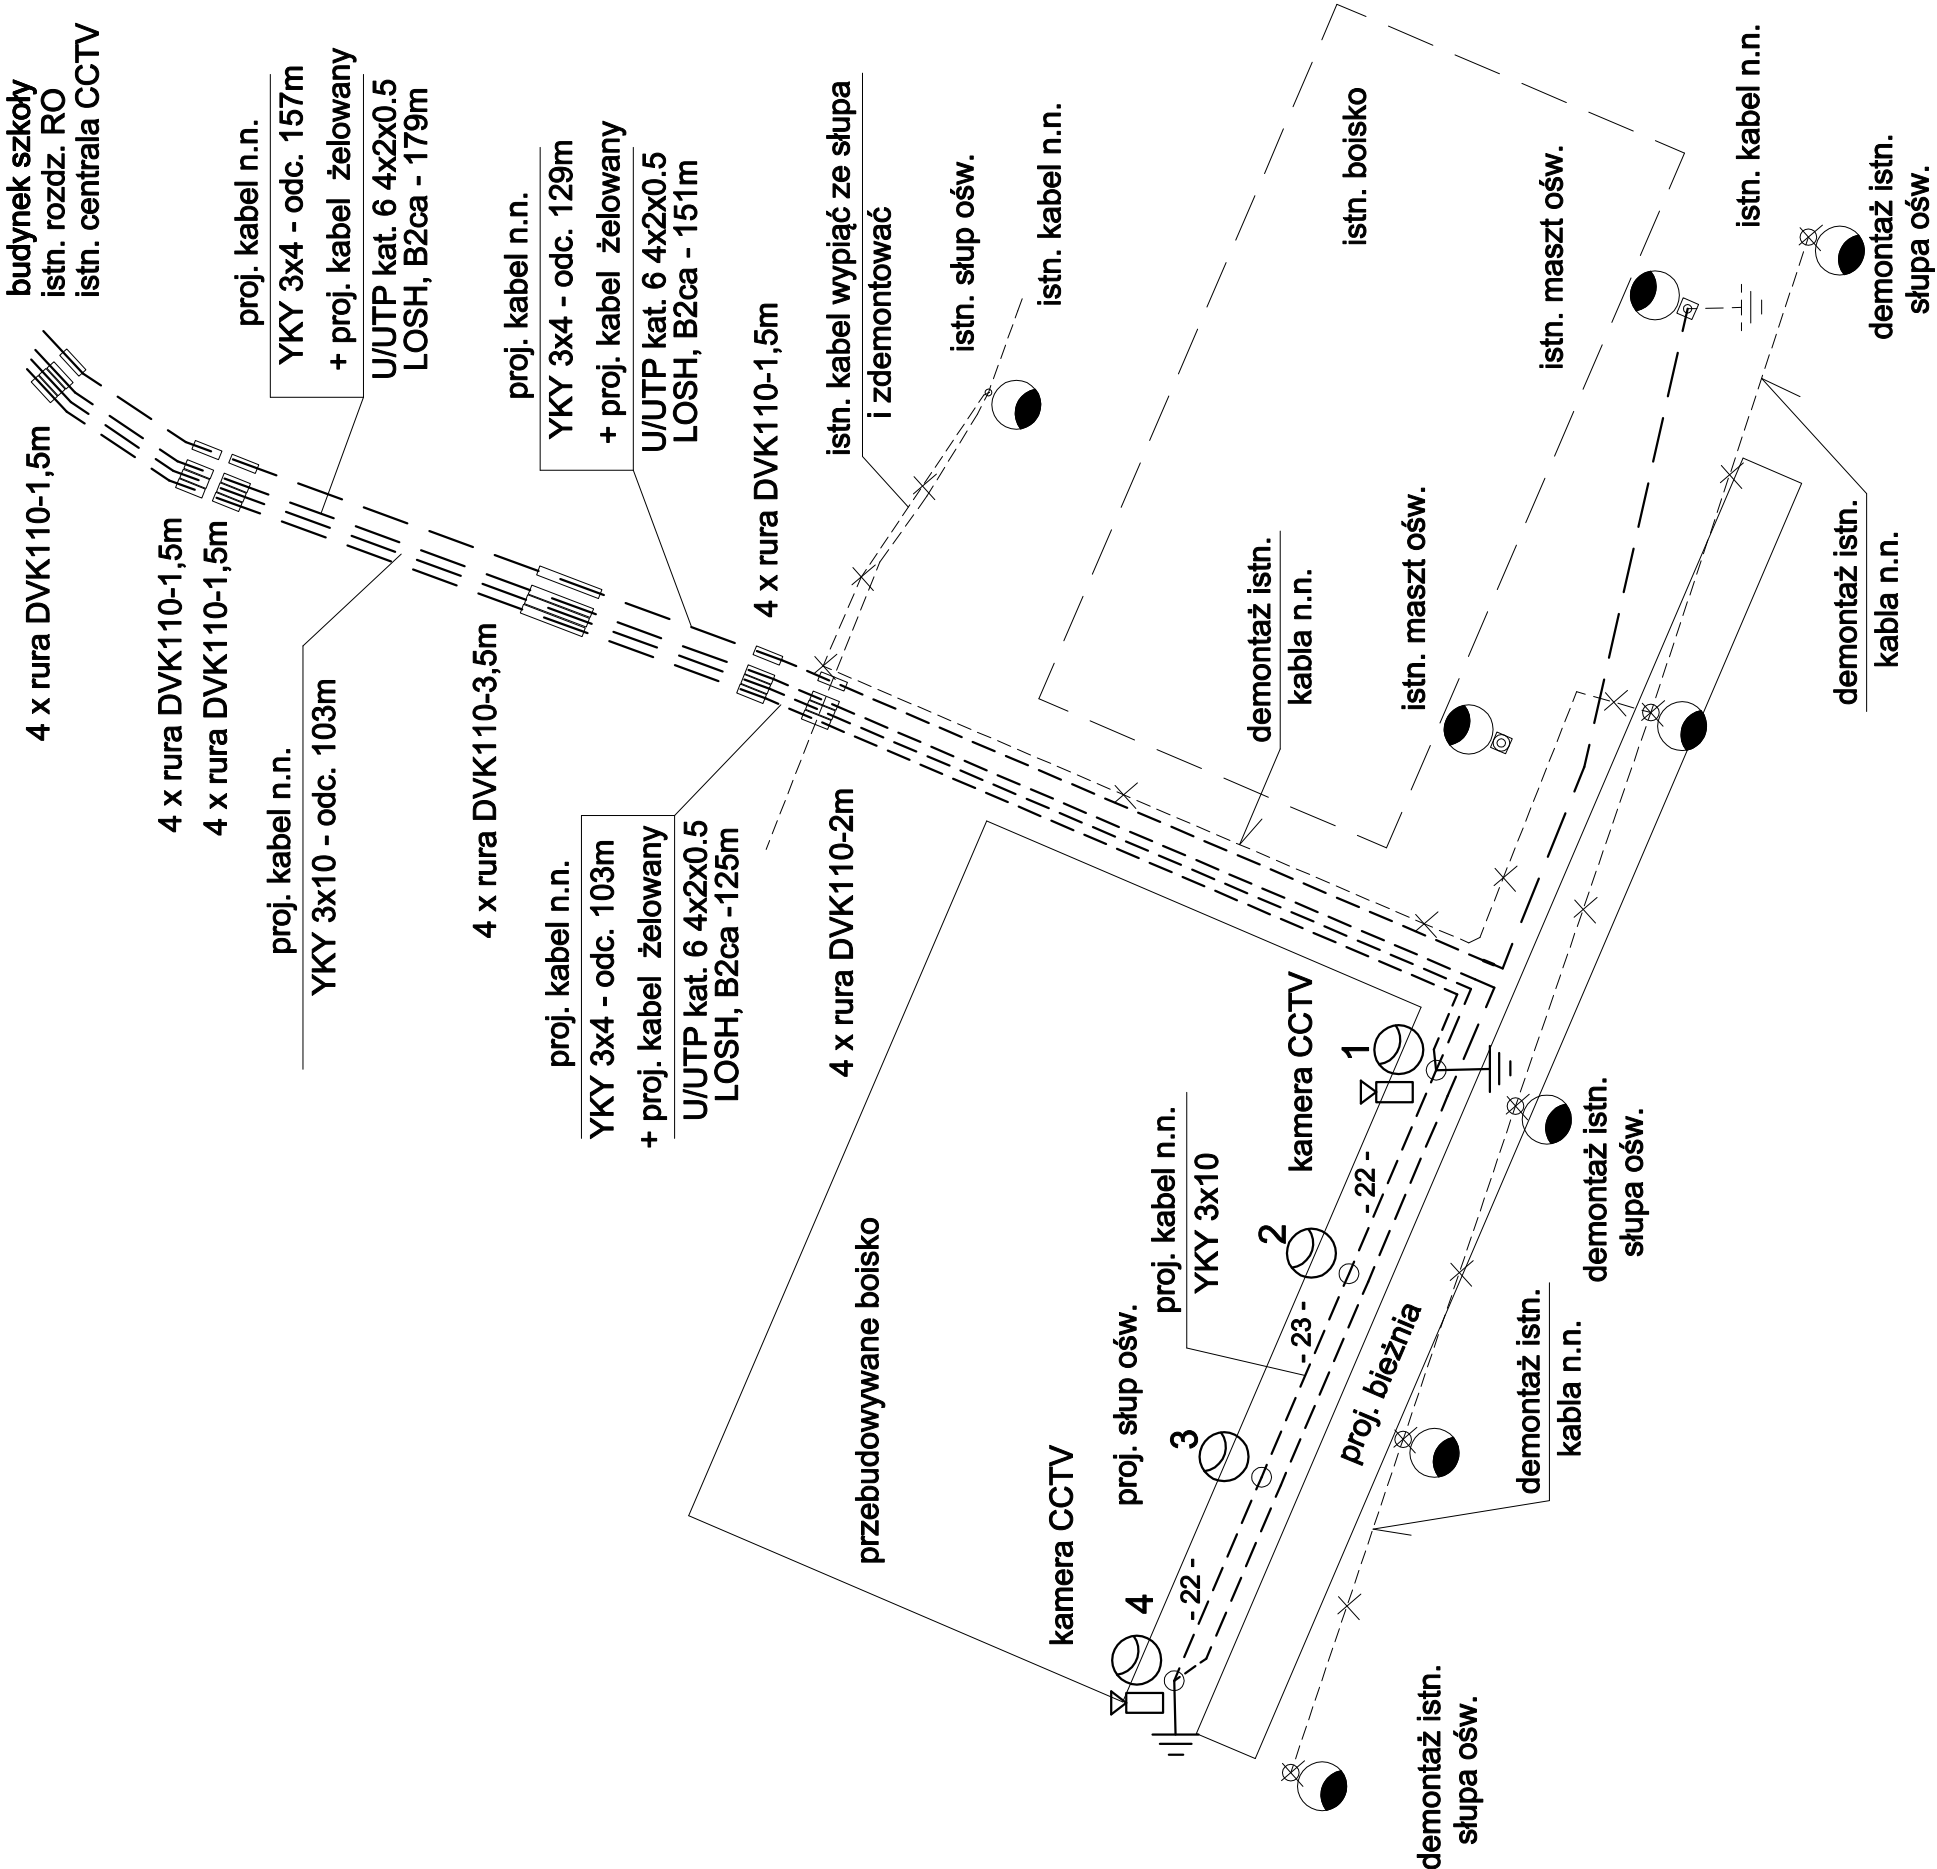 budynek szkoły
istn. rozdz. RO
istn. centrala CCTV
4 x rura DVK110-1,5m
4 x rura DVK110-1,5m
4 x rura DVK110-1,5m
proj. kabel n.n.
YKY 3x4 - odc. 157m
+ proj. kabel żelowany
U/UTP kat. 6 4x2x0.5
LOSH, B2ca - 179m
proj. kabel n.n.
YKY 3x10 - odc. 103m
4 x rura DVK110-3,5m
proj. kabel n.n.
YKY 3x4 - odc. 129m
+ proj. kabel żelowany
U/UTP kat. 6 4x2x0.5
LOSH, B2ca - 151m
proj. kabel n.n.
YKY 3x4 - odc. 103m
+ proj. kabel żelowany
U/UTP kat. 6 4x2x0.5
LOSH, B2ca -125m
4 x rura DVK110-1,5m
4 x rura DVK110-2m
istn. kabel wypiąć ze słupa
i zdemontować
istn. słup ośw.
istn. kabel n.n.
istn. boisko
istn. maszt ośw.
istn. kabel n.n.
demontaż istn.
słupa ośw.
demontaż istn.
kabla n.n.
istn. maszt ośw.
demontaż istn.
kabla n.n.
przebudowywane boisko
kamera CCTV
1
- 22 -
2
proj. kabel n.n.
YKY 3x10
- 23 -
proj. słup ośw.
3
- 22 -
kamera CCTV
4
proj. bieżnia
demontaż istn.
słupa ośw.
demontaż istn.
kabla n.n.
demontaż istn.
słupa ośw.